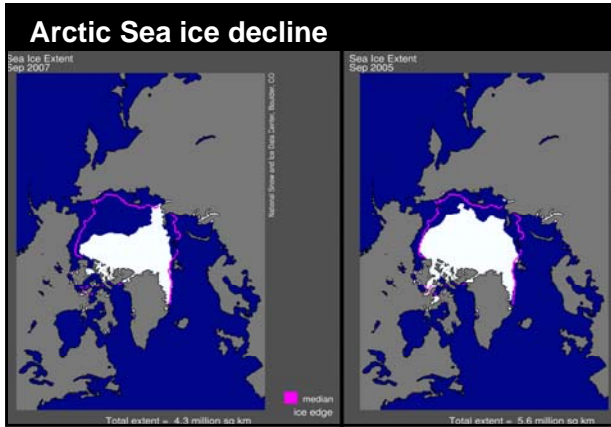 Arctic Sea ice decline
Sea Ice Extent
Sep 2007
National Snow and Ice Data Center, Boulder, CO
median
ice edge
Total extent = 4.3 million sq km
Sea Ice Extent
Sep 2005
Total extent = 5.6 million sq km